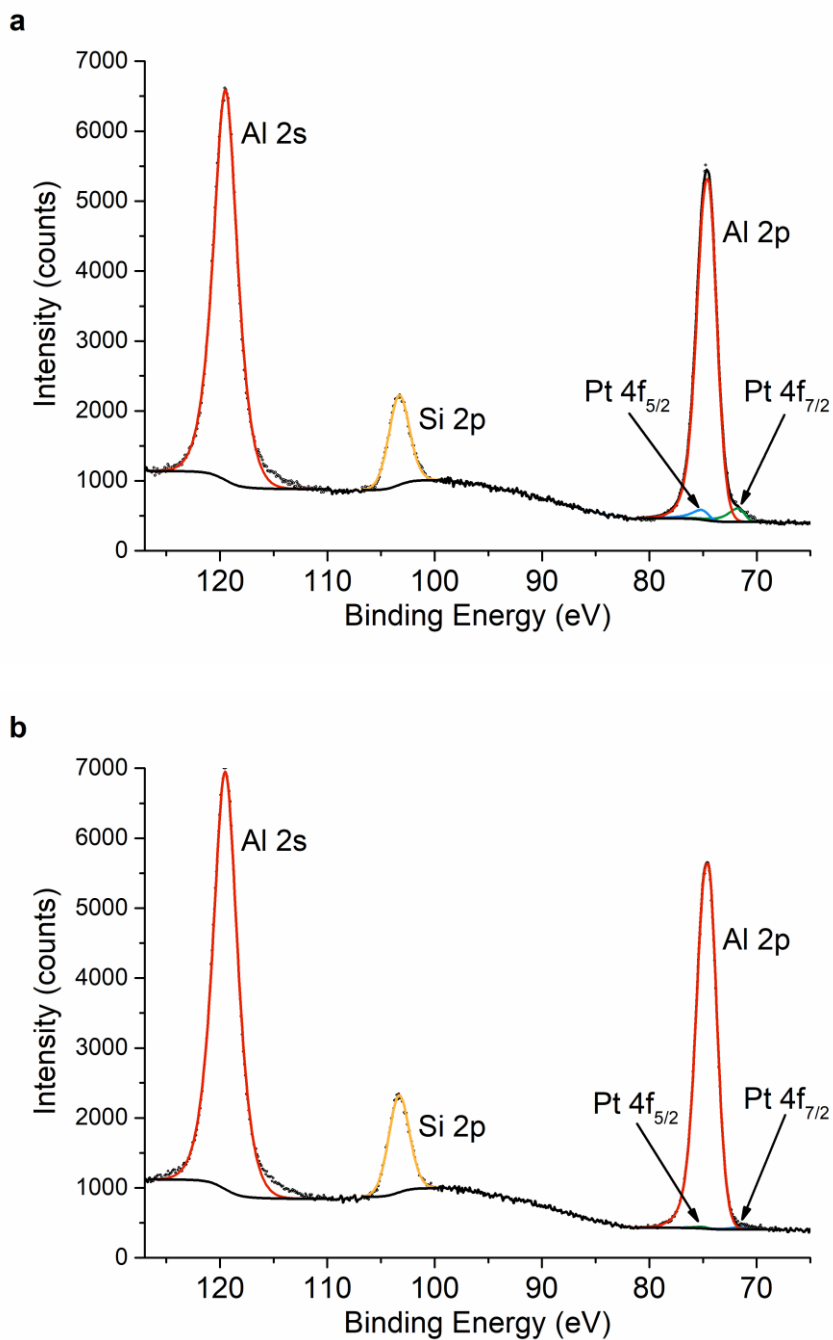 a
7000
6000
5000
4000
3000
2000
1000
0
Intensity (counts)
Al 2s
Si 2p
Al 2p
Pt 4f5/2
Pt 4f7/2
120 110 100 90 80 70
Binding Energy (eV)
b
7000
6000
5000
4000
3000
2000
1000
0
Intensity (counts)
Al 2s
Si 2p
Al 2p
Pt 4f5/2
Pt 4f7/2
120 110 100 90 80 70
Binding Energy (eV)